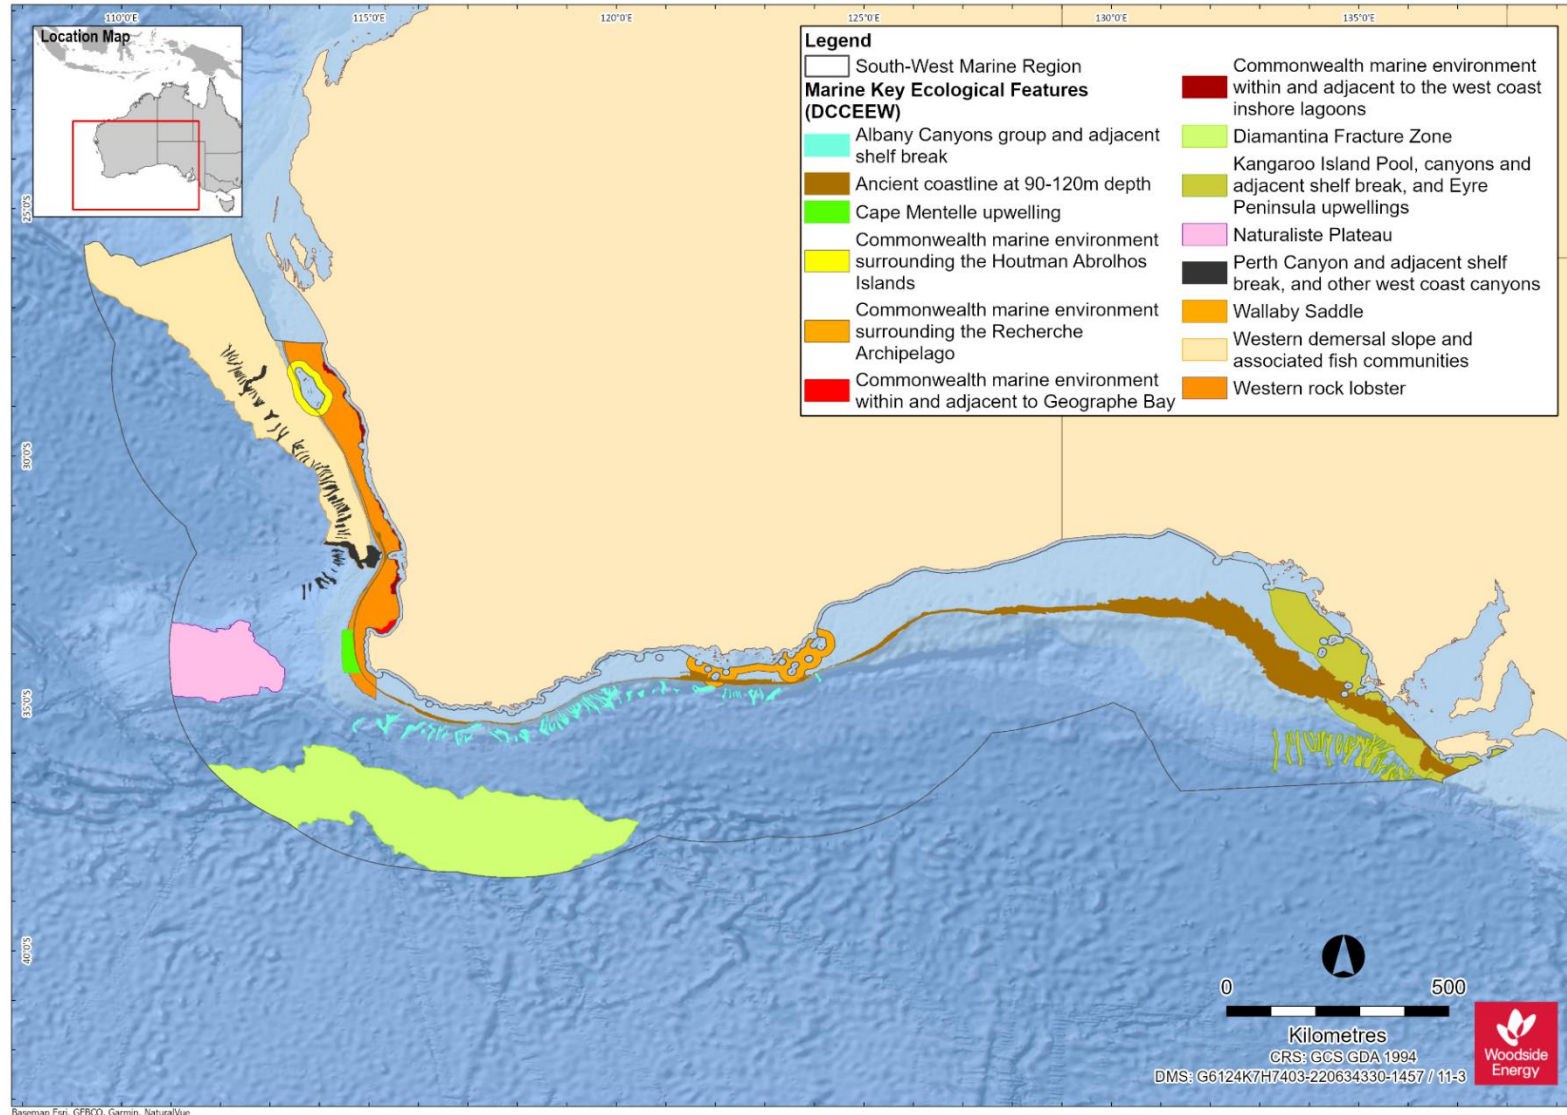 110°0'E
115°0'E
120°0'E
125°0'E
130°0'E
135°0'E
Location Map
25°0'S
30°0'S
35°0'S
40°0'S
Legend
South-West Marine Region
Marine Key Ecological Features
(DCCEEW)
Albany Canyons group and adjacent
shelf break
Ancient coastline at 90-120m depth
Cape Mentelle upwelling
Commonwealth marine environment
surrounding the Houtman Abrolhos
Islands
Commonwealth marine environment
surrounding the Recherche
Archipelago
Commonwealth marine environment
within and adjacent to Geographe Bay
Commonwealth marine environment
within and adjacent to the west coast
inshore lagoons
Diamantina Fracture Zone
Kangaroo Island Pool, canyons and
adjacent shelf break, and Eyre
Peninsula upwellings
Naturaliste Plateau
Perth Canyon and adjacent shelf
break, and other west coast canyons
Wallaby Saddle
Western demersal slope and
associated fish communities
Western rock lobster
0 500
Kilometres
CRS: GCS GDA 1994
DMS: G6124K7H7403-220634330-1457 / 11-3
Woodside
Energy
Basemap Esri, GEBCO, Garmin, NaturalVue